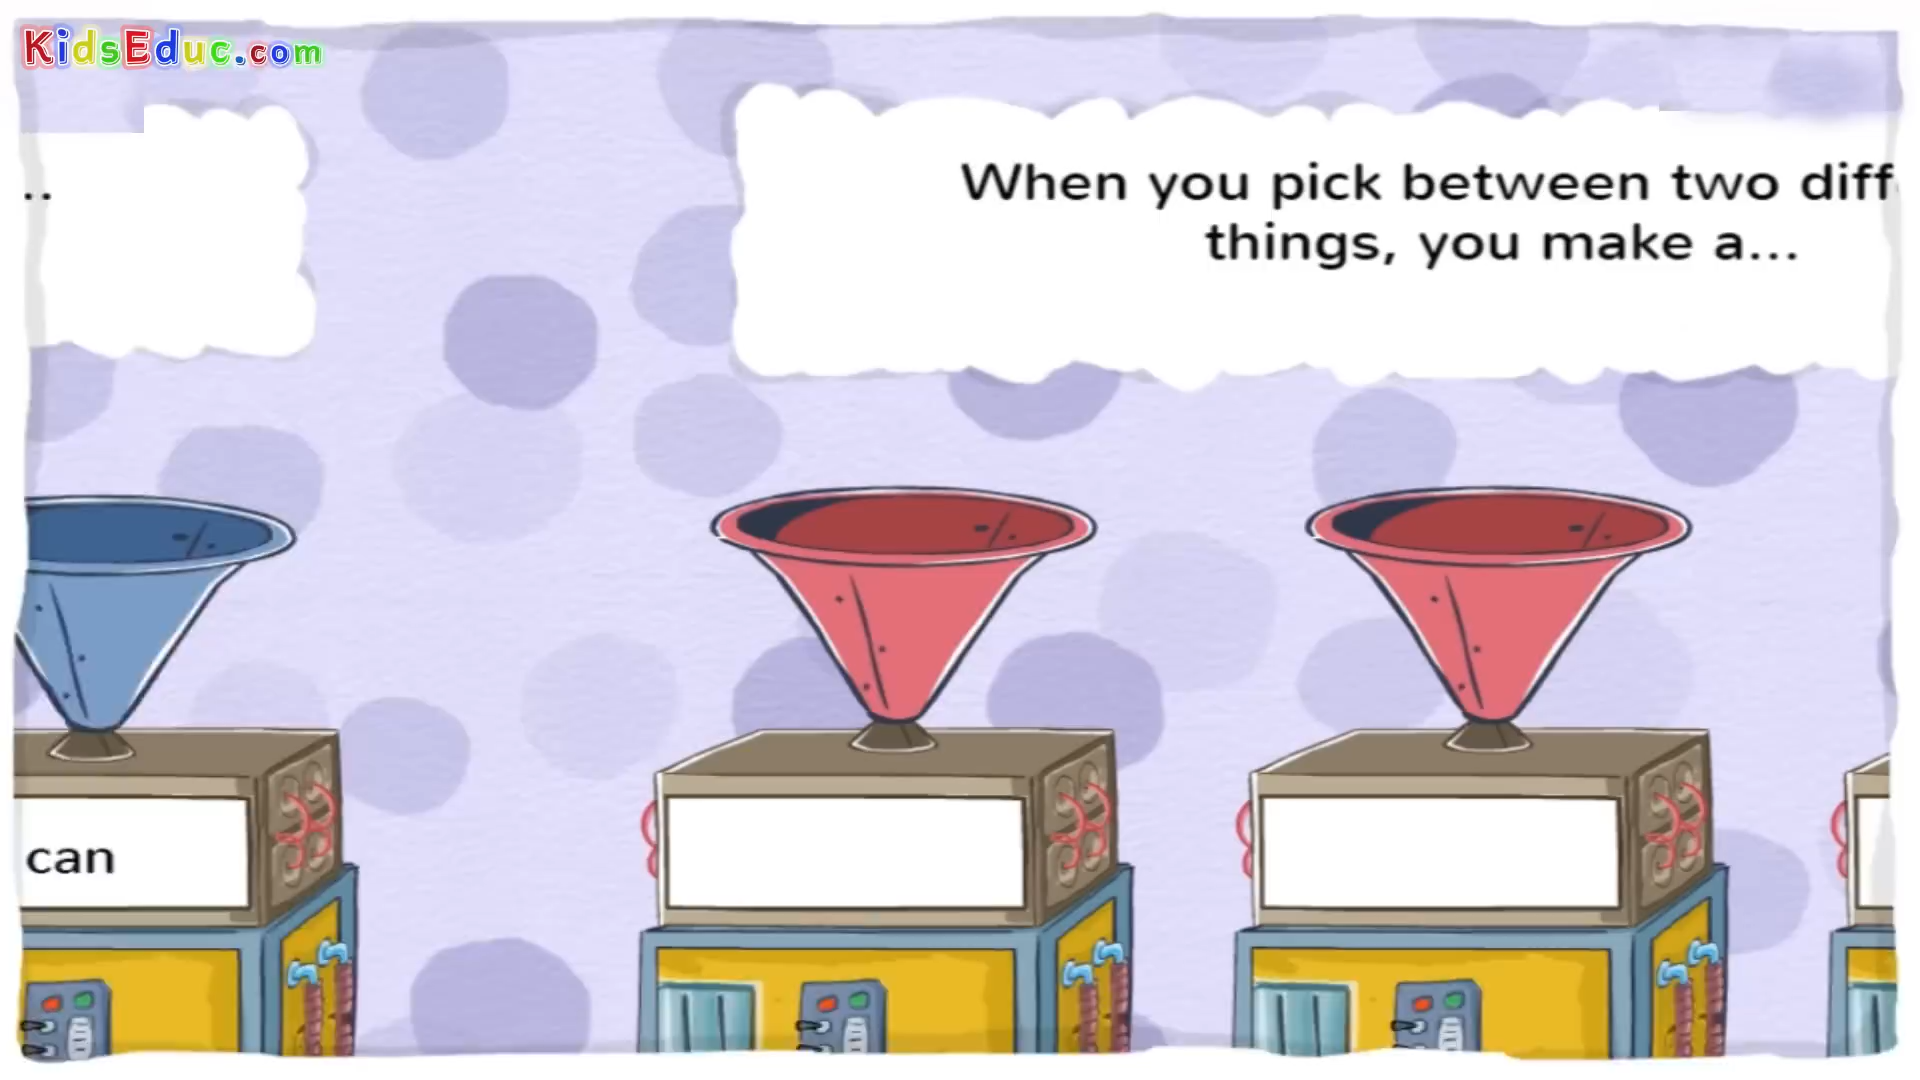 KidsEduc.com
..
When you pick between two diff
things, you make a...
can